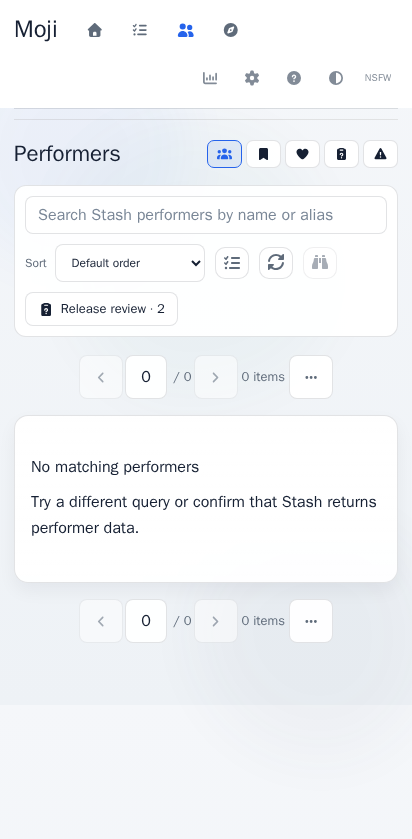 Moji
NSFW
Performers
Search Stash performers by name or alias
Sort Default order
Release review · 2
0 / 0 0 items ···
No matching performers
Try a different query or confirm that Stash returns
performer data.
0 / 0 0 items ···